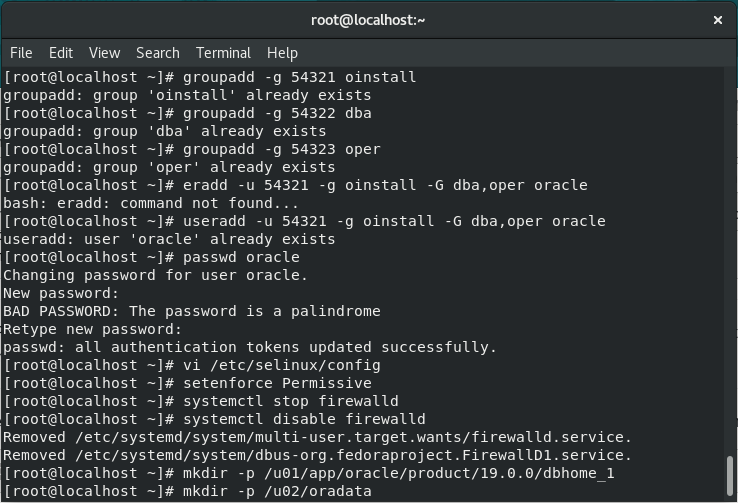 root@localhost:~
File Edit View Search Terminal Help
[root@localhost ~]# groupadd -g 54321 oinstall
groupadd: group 'oinstall' already exists
[root@localhost ~]# groupadd -g 54322 dba
groupadd: group 'dba' already exists
[root@localhost ~]# groupadd -g 54323 oper
groupadd: group 'oper' already exists
[root@localhost ~]# eradd -u 54321 -g oinstall -G dba,oper oracle
bash: eradd: command not found...
[root@localhost ~]# useradd -u 54321 -g oinstall -G dba,oper oracle
useradd: user 'oracle' already exists
[root@localhost ~]# passwd oracle
Changing password for user oracle.
New password:
BAD PASSWORD: The password is a palindrome
Retype new password:
passwd: all authentication tokens updated successfully.
[root@localhost ~]# vi /etc/selinux/config
[root@localhost ~]# setenforce Permissive
[root@localhost ~]# systemctl stop firewalld
[root@localhost ~]# systemctl disable firewalld
Removed /etc/systemd/system/multi-user.target.wants/firewalld.service.
Removed /etc/systemd/system/dbus-org.fedoraproject.FirewallD1.service.
[root@localhost ~]# mkdir -p /u01/app/oracle/product/19.0.0/dbhome_1
[root@localhost ~]# mkdir -p /u02/oradata